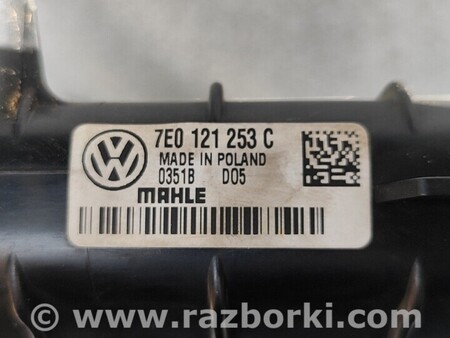 7E0 121 253 C
MADE IN POLAND
0351B D05
MAHLE
www.razborki.com